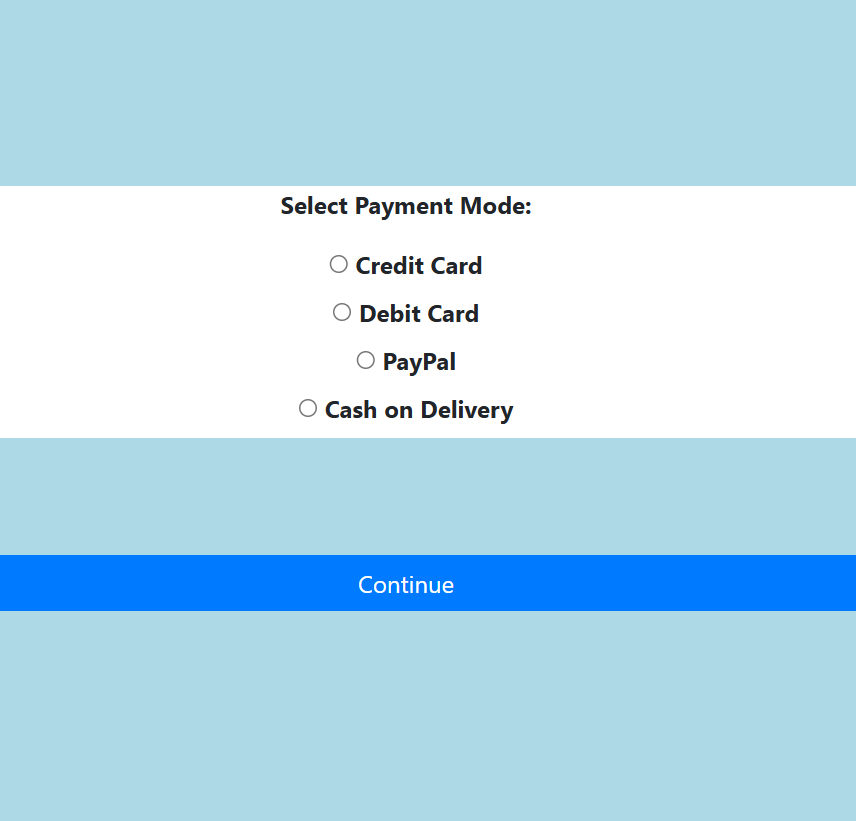 Select Payment Mode:
Credit Card
Debit Card
PayPal
Cash on Delivery
Continue